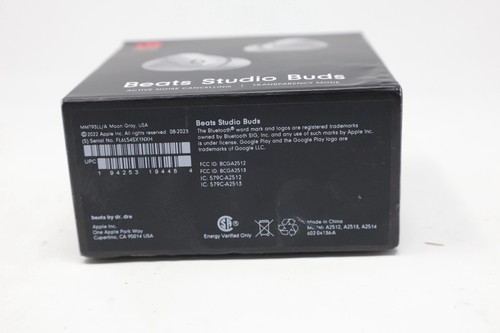 Beats Studio Buds
ACTIVE NOISE CANCELLING | TRANSPARENCY MODE
MMT93LL/A Moon Gray, USA
© 2022 Apple Inc. All rights reserved. 08-2023
(S) Serial No.
UPC
1 94253 19448 4
beats by dr. dre
Apple Inc.
One Apple Park Way
Cupertino, CA 95014 USA
Beats Studio Buds
The Bluetooth® word mark and logos are registered trademarks
owned by Bluetooth SIG, Inc. and any use of such marks by Apple Inc.
is under license. Google Play and the Google Play logo are
trademarks of Google LLC.
FCC ID: BCGA2512
FCC ID: BCGA2513
IC: 579C-A2512
IC: 579C-A2513
Energy Verified Only
Made in China
Model: A2512, A2513, A2514